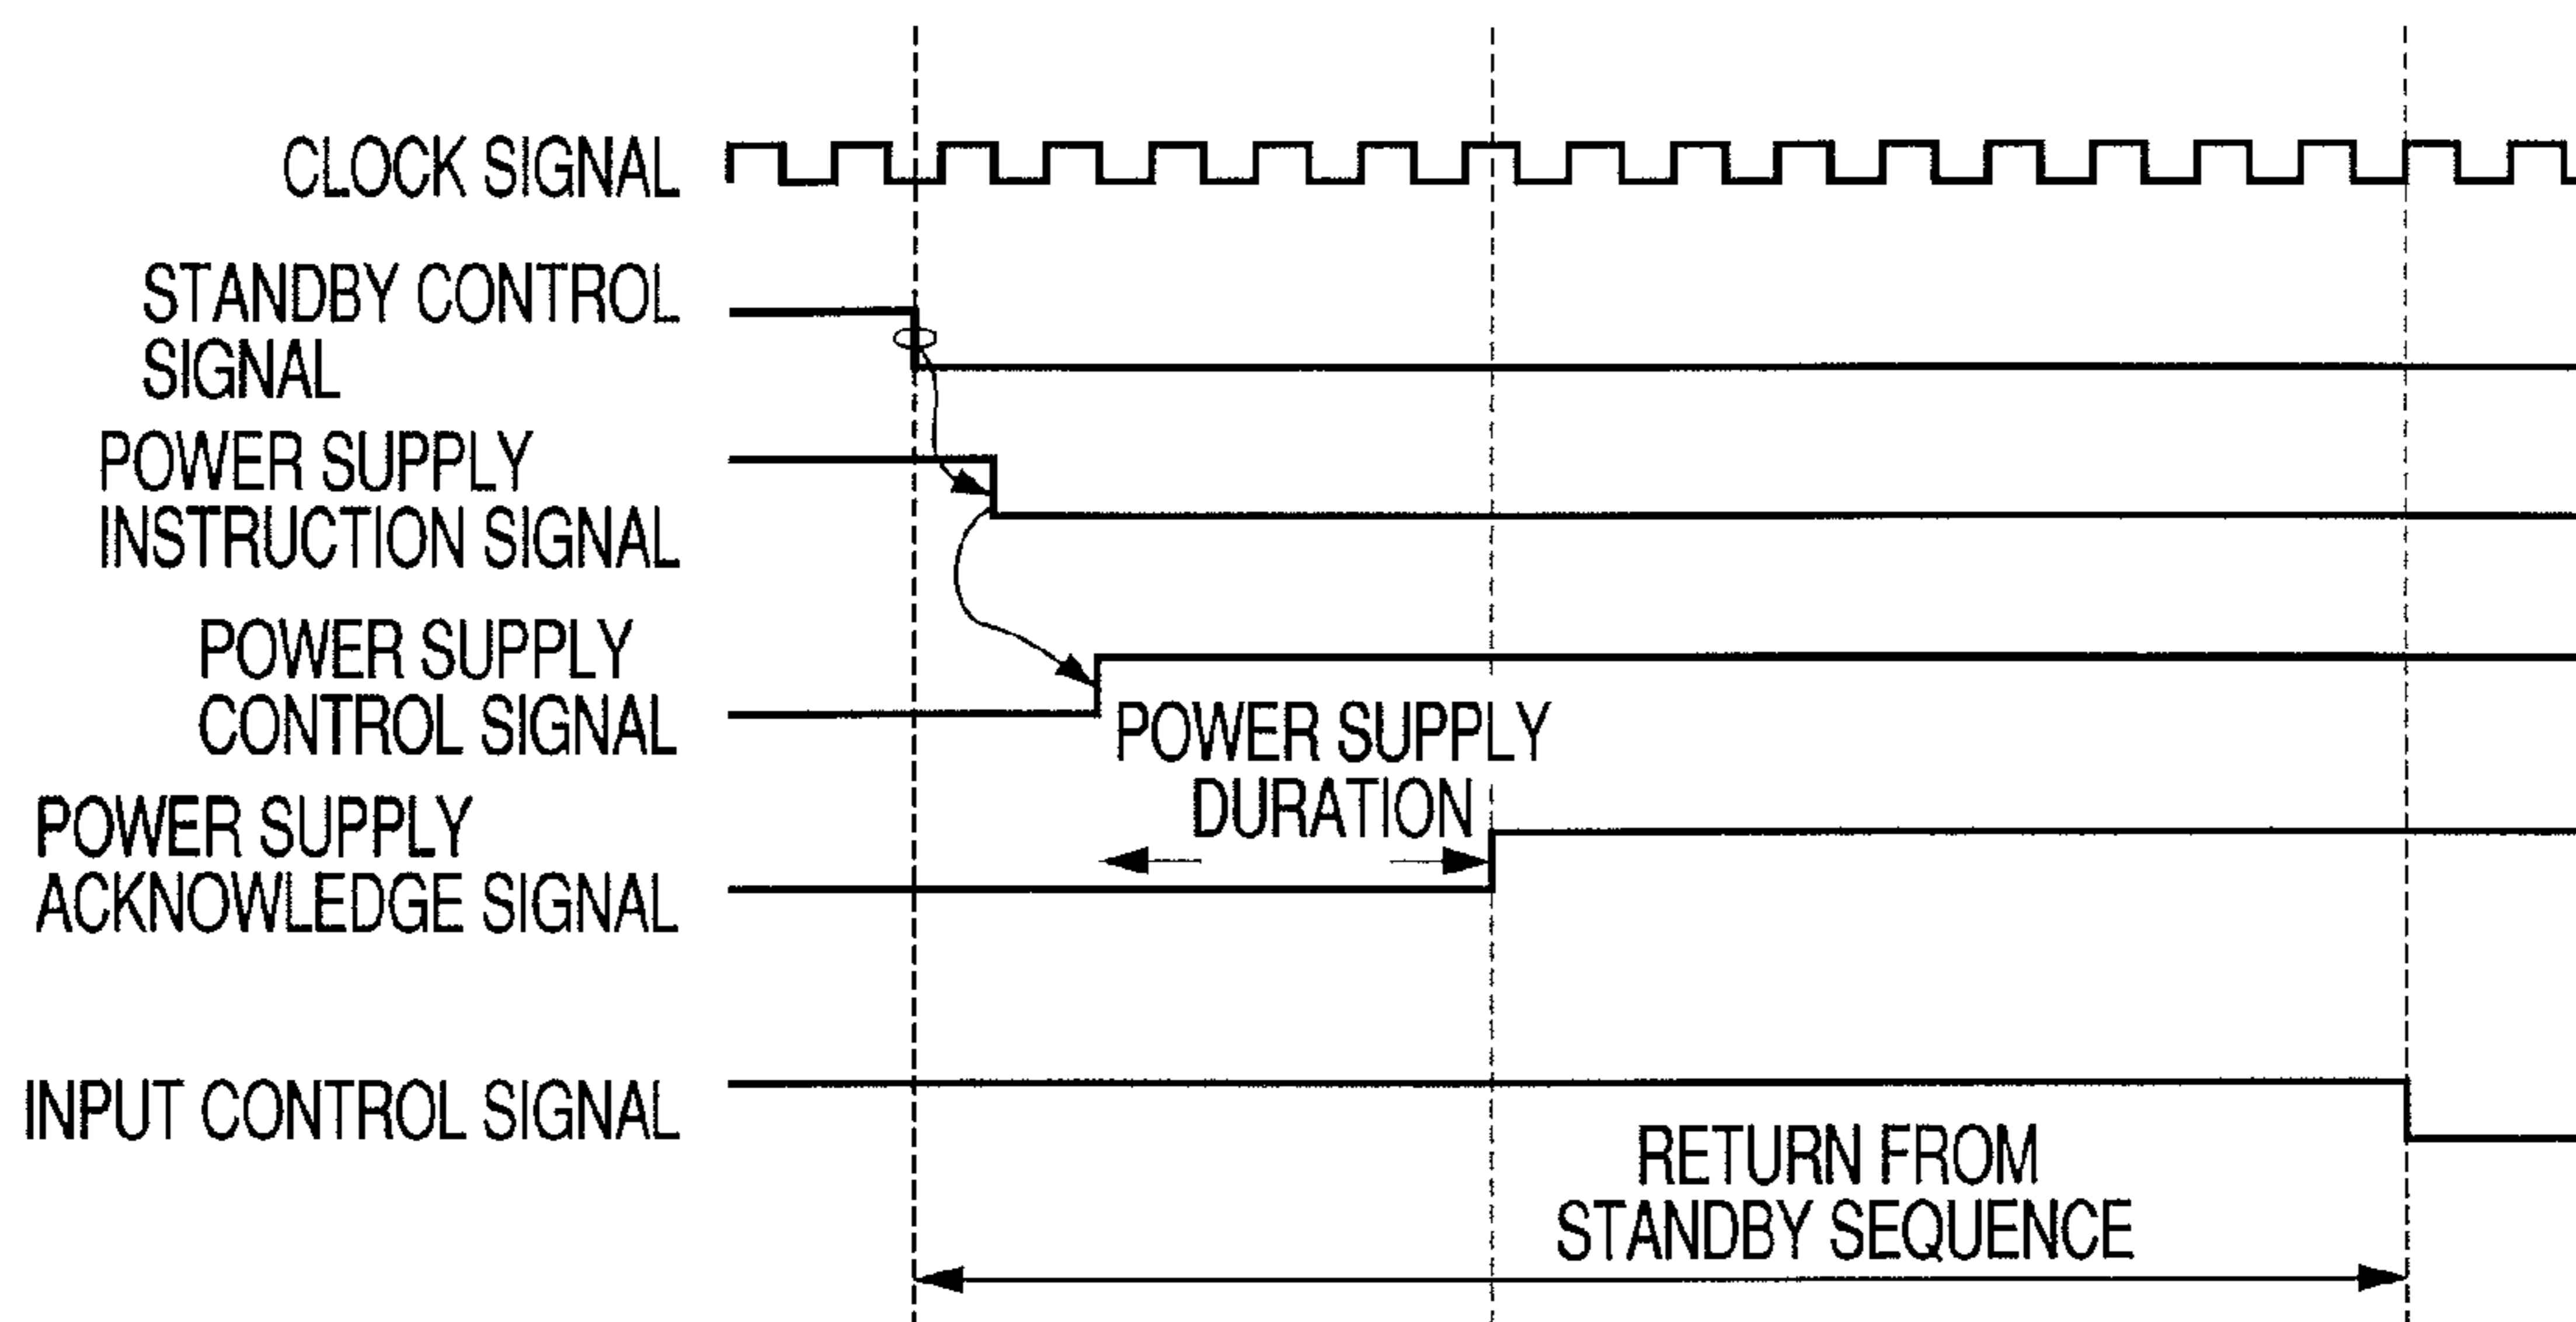 CLOCK SIGNAL
STANDBY CONTROL
SIGNAL
POWER SUPPLY
INSTRUCTION SIGNAL
POWER SUPPLY
CONTROL SIGNAL
POWER SUPPLY
DURATION
POWER SUPPLY
ACKNOWLEDGE SIGNAL
INPUT CONTROL SIGNAL
RETURN FROM
STANDBY SEQUENCE